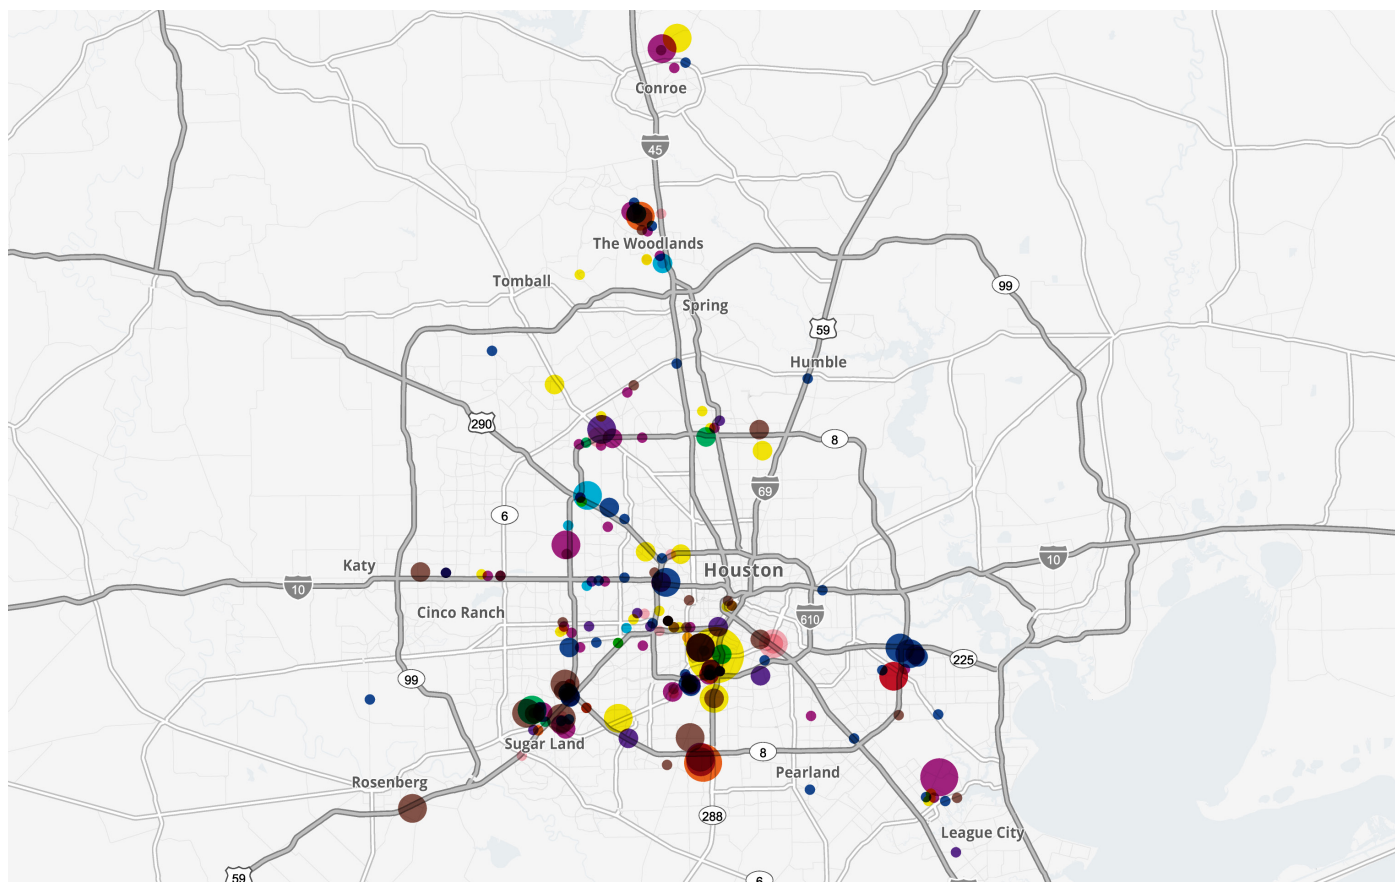 Conroe
45
The Woodlands
Tomball
99
Spring
59
Humble
290
8
69
6
Katy
10
Houston
10
Cinco Ranch
610
225
99
Sugar Land
8
Rosenberg
Pearland
288
League City
59
6